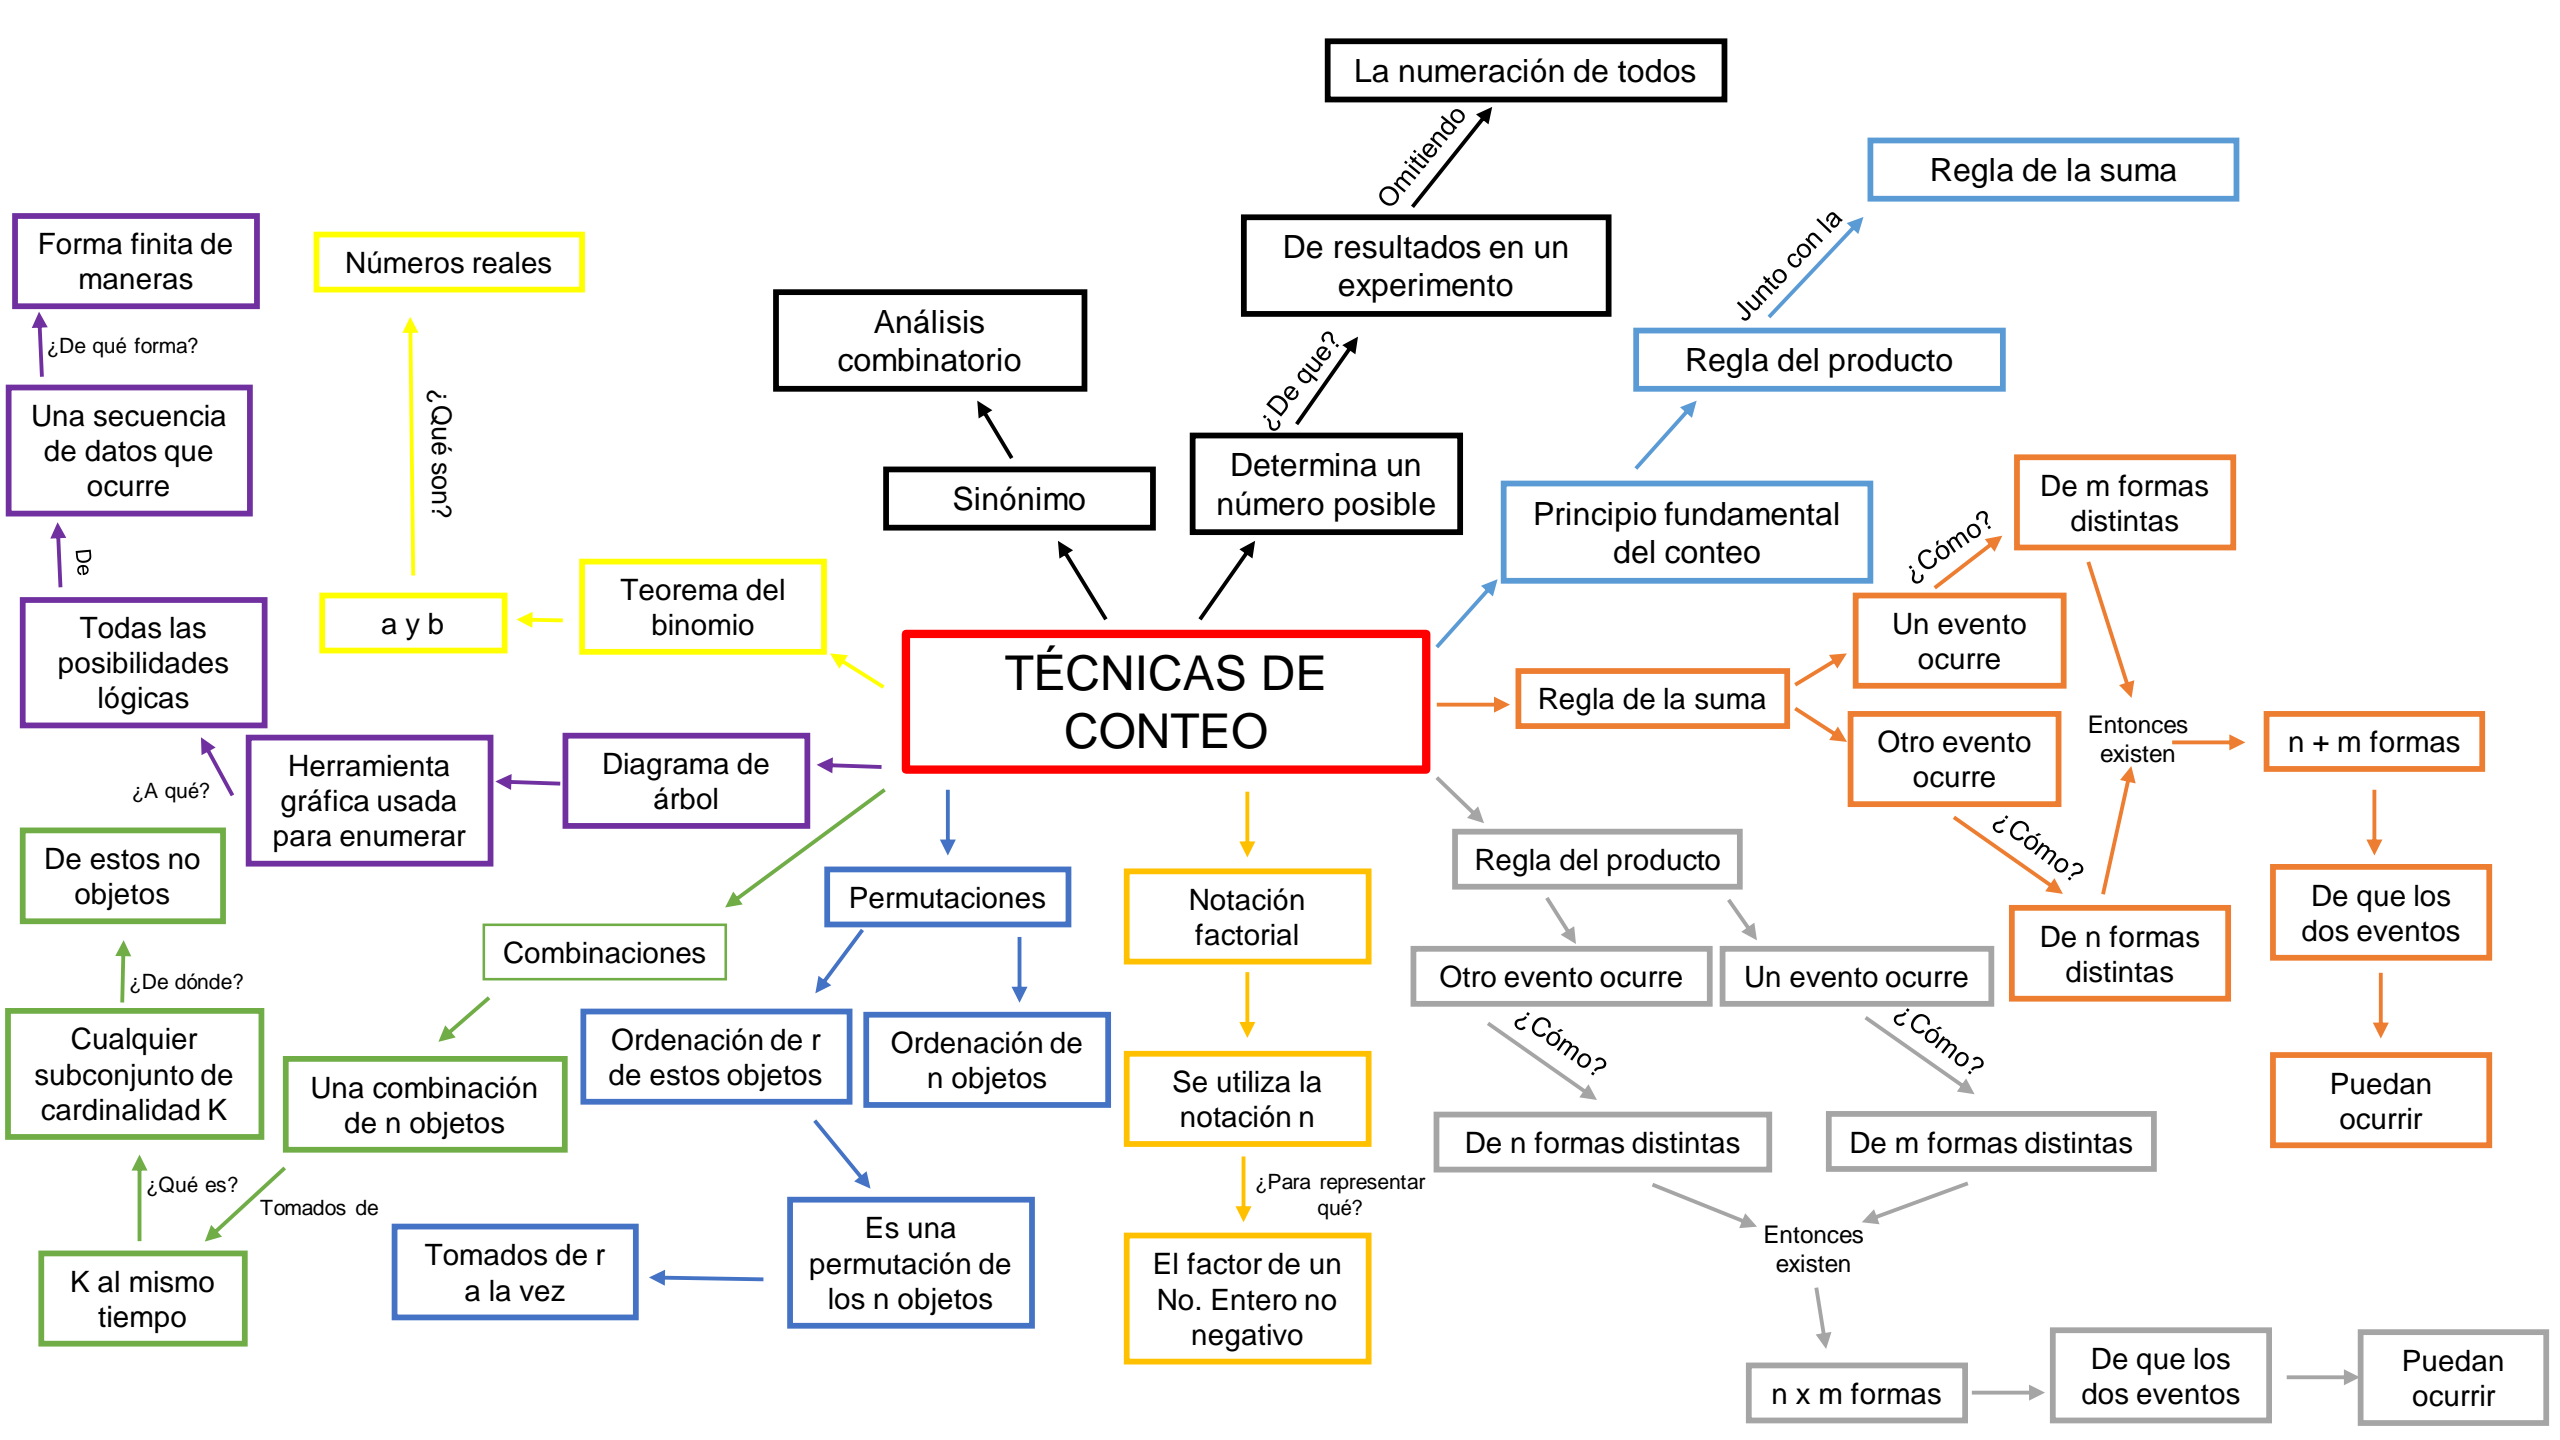 La numeración de todos
Omitiendo
De resultados en un
experimento
¿De que?
Determina un
número posible
Análisis
combinatorio
Sinónimo
Regla de la suma
Junto con la
Regla del producto
Principio fundamental
del conteo
TÉCNICAS DE
CONTEO
Números reales
¿Qué son?
a y b
Teorema del
binomio
Forma finita de
maneras
¿De qué forma?
Una secuencia
de datos que
ocurre
De
Todas las
posibilidades
lógicas
¿A qué?
Herramienta
gráfica usada
para enumerar
Diagrama de
árbol
De estos no
objetos
¿De dónde?
Cualquier
subconjunto de
cardinalidad K
¿Qué es?
K al mismo
tiempo
Tomados de
Una combinación
de n objetos
Combinaciones
Permutaciones
Ordenación de r
de estos objetos
Ordenación de
n objetos
Es una
permutación de
los n objetos
Tomados de r
a la vez
Notación
factorial
Se utiliza la
notación n
¿Para representar
qué?
El factor de un
No. Entero no
negativo
Regla de la suma
Un evento
ocurre
¿Cómo?
De m formas
distintas
Otro evento
ocurre
¿Cómo?
De n formas
distintas
Entonces
existen
n + m formas
De que los
dos eventos
Puedan
ocurrir
Regla del producto
Otro evento ocurre
Un evento ocurre
¿Cómo?
¿Cómo?
De n formas distintas
De m formas distintas
Entonces
existen
n x m formas
De que los
dos eventos
Puedan
ocurrir